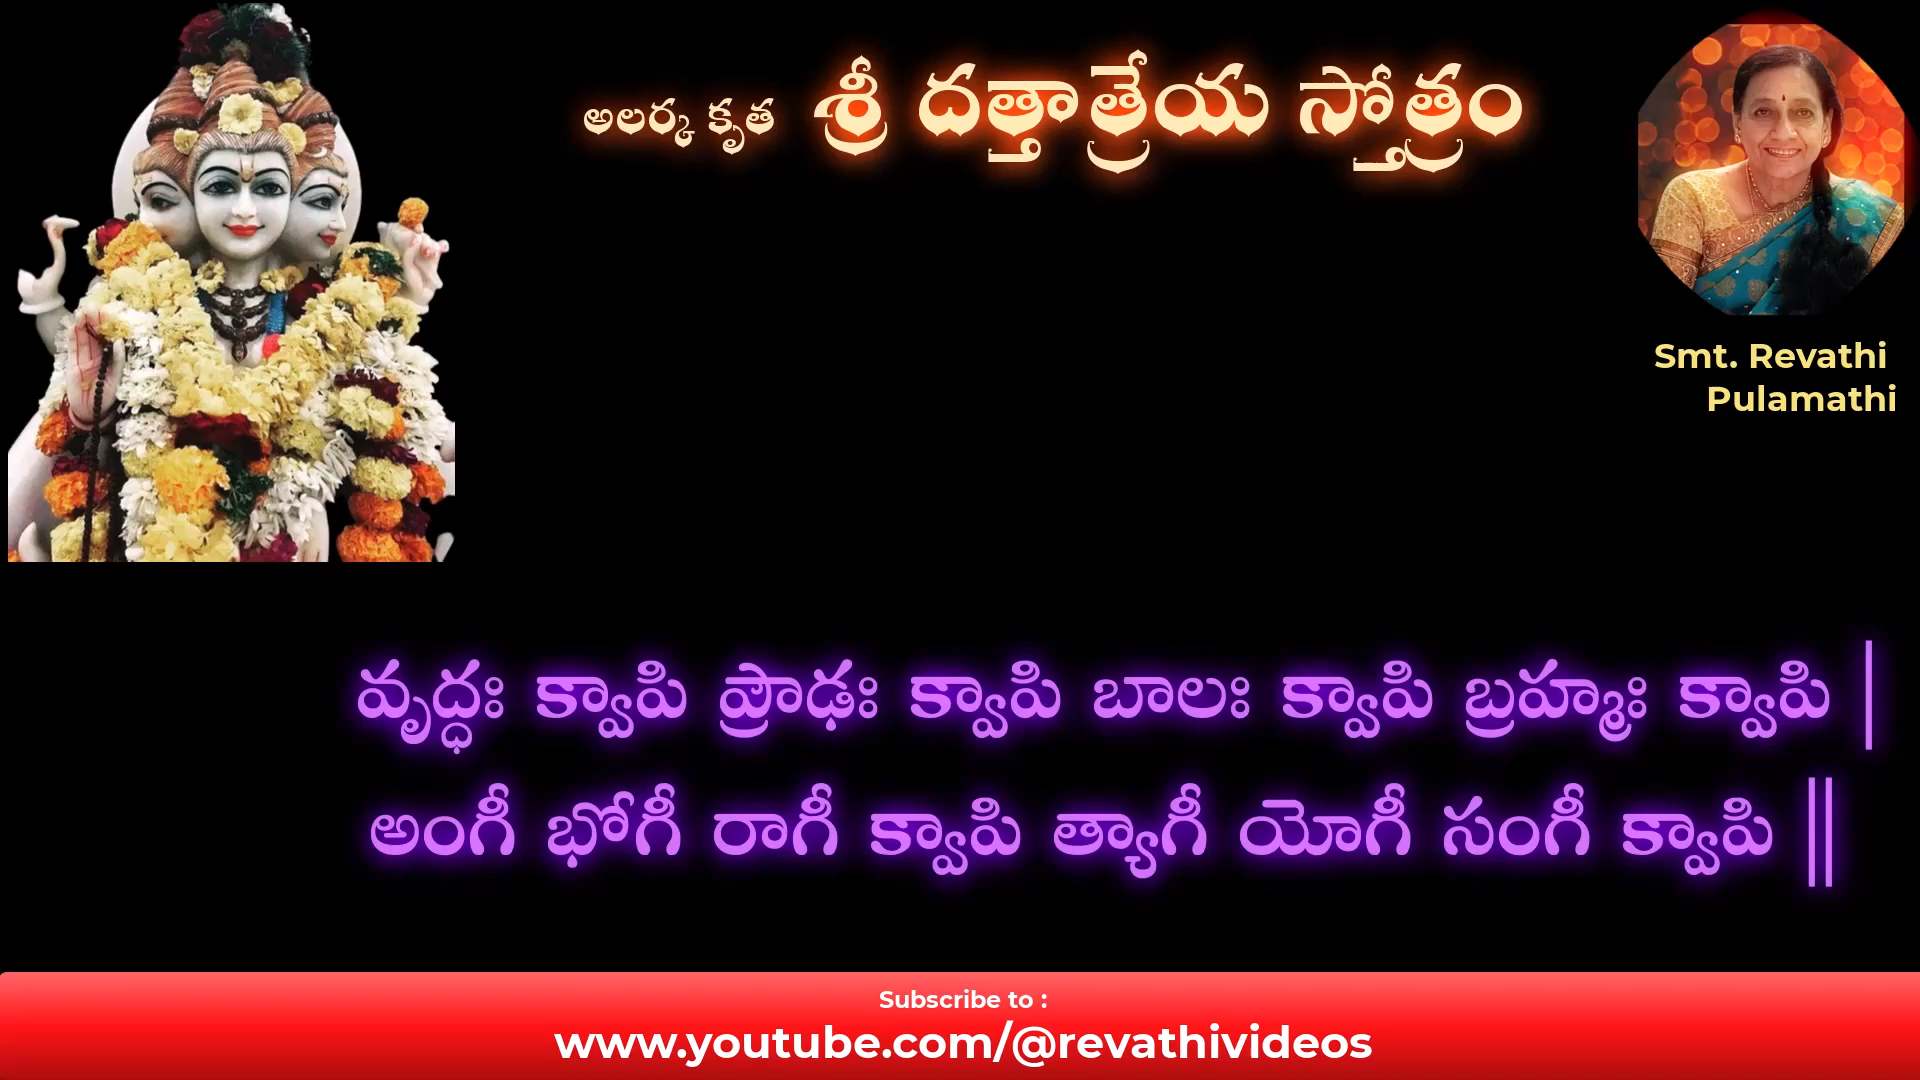 అలర్క కృత శ్రీ దత్తాత్రేయ స్తోత్రం
Smt. Revathi
Pulamathi
వృద్ధః క్వాపి ప్రౌఢః క్వాపి బాలః క్వాపి బ్రహ్మః క్వాపి |
అంగీ భోగీ రాగీ క్వాపి త్యాగీ యోగీ సంగీ క్వాపి ||
Subscribe to :
www.youtube.com/@revathivideos